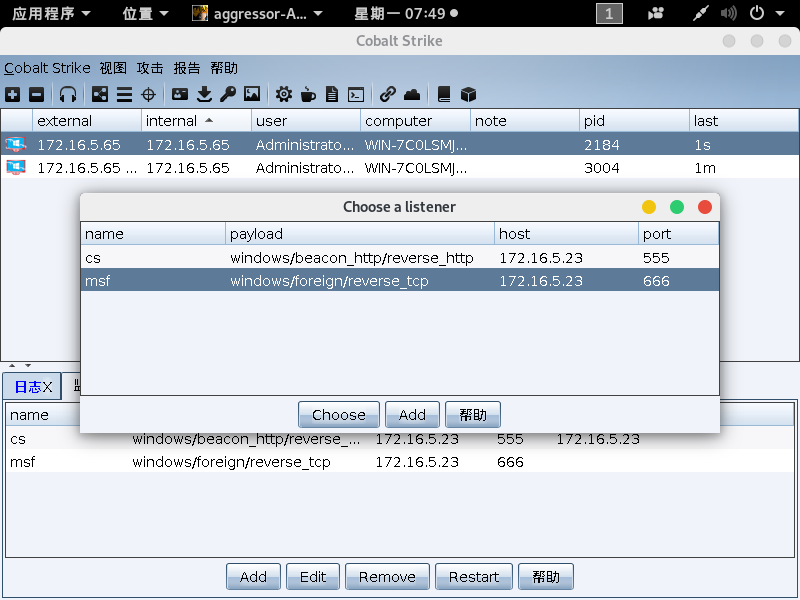 应用程序 位置 aggressor-A... 星期一 07:49 1
Cobalt Strike
Cobalt Strike 视图 攻击 报告 帮助
external internal user computer note pid last
172.16.5.65 172.16.5.65 Administrato... WIN-7C0LSMJ... 2184 1s
172.16.5.65 ... 172.16.5.65 Administrato... WIN-7C0LSMJ... 3004 1m
Choose a listener
name payload host port
cs windows/beacon_http/reverse_http 172.16.5.23 555
msf windows/foreign/reverse_tcp 172.16.5.23 666
Choose Add 帮助
日志X
name
cs windows/beacon_http/reverse_... 172.16.5.23 555 172.16.5.23
msf windows/foreign/reverse_tcp 172.16.5.23 666
Add Edit Remove Restart 帮助